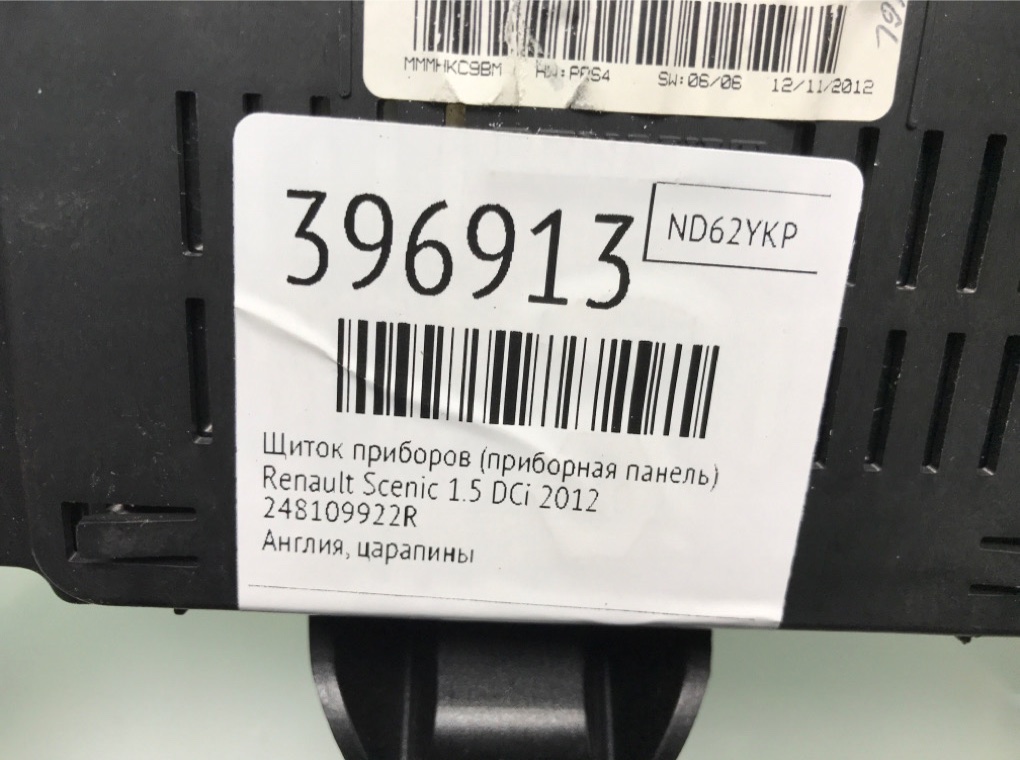 MMMHKC9BM HW:PPS4 SW:06/06 12/11/2012
396913
ND62YKP
Щиток приборов (приборная панель)
Renault Scenic 1.5 DCi 2012
248109922R
Англия, царапины